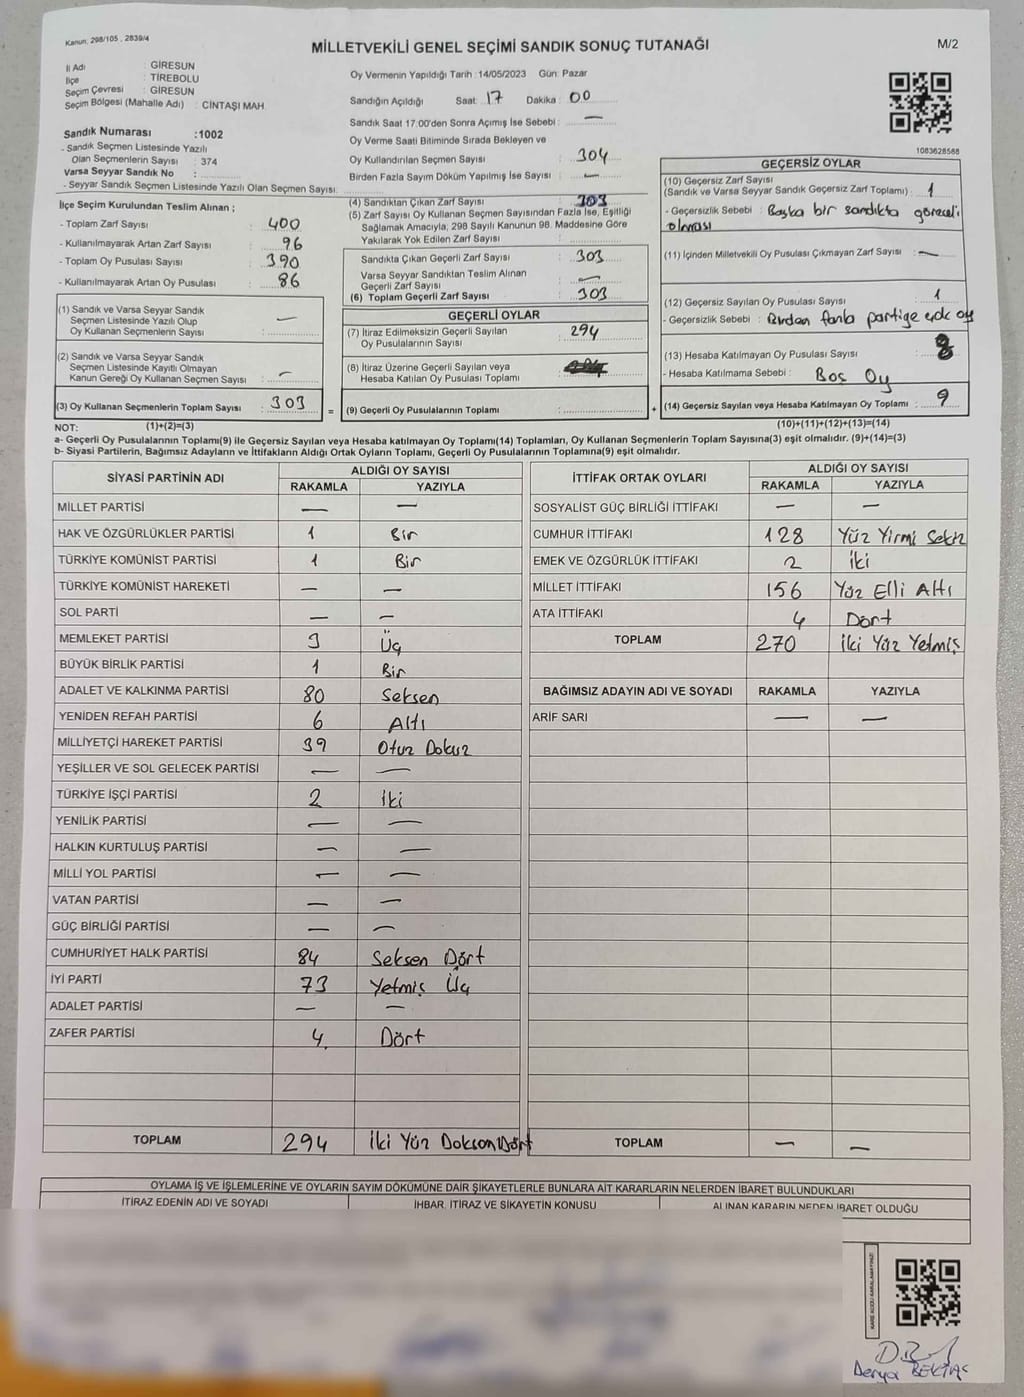 Kanun; 298/105 , 2839/4
MİLLETVEKİLİ GENEL SEÇİMİ SANDIK SONUÇ TUTANAĞI
M/2
İl Adı : GİRESUN
İlçe : TİREBOLU
Seçim Çevresi : GİRESUN
Seçim Bölgesi (Mahalle Adı) : CİNTAŞI MAH.
Oy Vermenin Yapıldığı Tarih :14/05/2023 Gün: Pazar
Sandığın Açıldığı Saat: 17 Dakika : 00
Sandık Saat 17:00'den Sonra Açımış İse Sebebi : —
Sandık Numarası :1002
- Sandık Seçmen Listesinde Yazılı
Olan Seçmenlerin Sayısı : 374
Varsa Seyyar Sandık No :
- Seyyar Sandık Seçmen Listesinde Yazılı Olan Seçmen Sayısı:
Oy Verme Saati Bitiminde Sırada Bekleyen ve
Oy Kullandırılan Seçmen Sayısı : 304
Birden Fazla Sayım Döküm Yapılmış İse Sayısı : —
1083628588
İlçe Seçim Kurulundan Teslim Alınan ;
- Toplam Zarf Sayısı : 400
- Kullanılmayarak Artan Zarf Sayısı : 96
- Toplam Oy Pusulası Sayısı : 390
- Kullanılmayarak Artan Oy Pusulası : 86
(4) Sandıktan Çıkan Zarf Sayısı : 303
(5) Zarf Sayısı Oy Kullanan Seçmen Sayısından Fazla İse, Eşitliği
Sağlamak Amacıyla, 298 Sayılı Kanunun 98. Maddesine Göre
Yakılarak Yok Edilen Zarf Sayısı :
Sandıkta Çıkan Geçerli Zarf Sayısı : 303
Varsa Seyyar Sandıktan Teslim Alınan
Geçerli Zarf Sayısı : —
(6) Toplam Geçerli Zarf Sayısı : 303
GEÇERSİZ OYLAR
(10) Geçersiz Zarf Sayısı
(Sandık ve Varsa Seyyar Sandık Geçersiz Zarf Toplamı) : 1
- Geçersizlik Sebebi : Başka bir sandıkta görevli
olması
(11) İçinden Milletvekili Oy Pusulası Çıkmayan Zarf Sayısı : —
(12) Geçersiz Sayılan Oy Pusulası Sayısı : 1
- Geçersizlik Sebebi : Birden fazla partiye oy
(13) Hesaba Katılmayan Oy Pusulası Sayısı : 8
- Hesaba Katılmama Sebebi : Boş Oy
(14) Geçersiz Sayılan veya Hesaba Katılmayan Oy Toplamı : 9
(10)+(11)+(12)+(13)=(14)
(1) Sandık ve Varsa Seyyar Sandık
Seçmen Listesinde Yazılı Olup
Oy Kullanan Seçmenlerin Sayısı : —
(2) Sandık ve Varsa Seyyar Sandık
Seçmen Listesinde Kayıtlı Olmayan
Kanun Gereği Oy Kullanan Seçmen Sayısı : —
(3) Oy Kullanan Seçmenlerin Toplam Sayısı : 303 =
GEÇERLİ OYLAR
(7) İtiraz Edilmeksizin Geçerli Sayılan
Oy Pusulalarının Sayısı : 294
(8) İtiraz Üzerine Geçerli Sayılan veya
Hesaba Katılan Oy Pusulası Toplamı :
(9) Geçerli Oy Pusulalarının Toplamı : +
NOT: (1)+(2)=(3)
a- Geçerli Oy Pusulalarının Toplamı(9) ile Geçersiz Sayılan veya Hesaba katılmayan Oy Toplamı(14) Toplamları, Oy Kullanan Seçmenlerin Toplam Sayısına(3) eşit olmalıdır. (9)+(14)=(3)
b- Siyasi Partilerin, Bağımsız Adayların ve İttifakların Aldığı Ortak Oyların Toplamı, Geçerli Oy Pusulalarının Toplamına(9) eşit olmalıdır.
SİYASİ PARTİNİN ADI ALDIĞI OY SAYISI
RAKAMLA YAZIYLA
MİLLET PARTİSİ — —
HAK VE ÖZGÜRLÜKLER PARTİSİ 1 Bir
TÜRKİYE KOMÜNİST PARTİSİ 1 Bir
TÜRKİYE KOMÜNİST HAREKETİ — —
SOL PARTİ — —
MEMLEKET PARTİSİ 3 Üç
BÜYÜK BİRLİK PARTİSİ 1 Bir
ADALET VE KALKINMA PARTİSİ 80 Seksen
YENİDEN REFAH PARTİSİ 6 Altı
MİLLİYETÇİ HAREKET PARTİSİ 39 Otuz Dokuz
YEŞİLLER VE SOL GELECEK PARTİSİ — —
TÜRKİYE İŞÇİ PARTİSİ 2 İki
YENİLİK PARTİSİ — —
HALKIN KURTULUŞ PARTİSİ — —
MİLLİ YOL PARTİSİ — —
VATAN PARTİSİ — —
GÜÇ BİRLİĞİ PARTİSİ — —
CUMHURİYET HALK PARTİSİ 84 Seksen Dört
İYİ PARTİ 73 Yetmiş Üç
ADALET PARTİSİ — —
ZAFER PARTİSİ 4 Dört
TOPLAM 294 İki Yüz Doksan Dört
İTTİFAK ORTAK OYLARI ALDIĞI OY SAYISI
RAKAMLA YAZIYLA
SOSYALİST GÜÇ BİRLİĞİ İTTİFAKI — —
CUMHUR İTTİFAKI 128 Yüz Yirmi Sekiz
EMEK VE ÖZGÜRLÜK İTTİFAKI 2 İki
MİLLET İTTİFAKI 156 Yüz Elli Altı
ATA İTTİFAKI 4 Dört
TOPLAM 270 İki Yüz Yetmiş
BAĞIMSIZ ADAYIN ADI VE SOYADI RAKAMLA YAZIYLA
ARİF SARI — —
TOPLAM — —
OYLAMA İŞ VE İŞLEMLERİNE VE OYLARIN SAYIM DÖKÜMÜNE DAİR ŞİKAYETLERLE BUNLARA AİT KARARLARIN NELERDEN İBARET BULUNDUKLARI
İTİRAZ EDENİN ADI VE SOYADI İHBAR, İTİRAZ VE ŞİKAYETİN KONUSU ALINAN KARARIN NEDEN İBARET OLDUĞU
KARE KODU KARALAMAYINIZ!
Derya BEKTAŞ